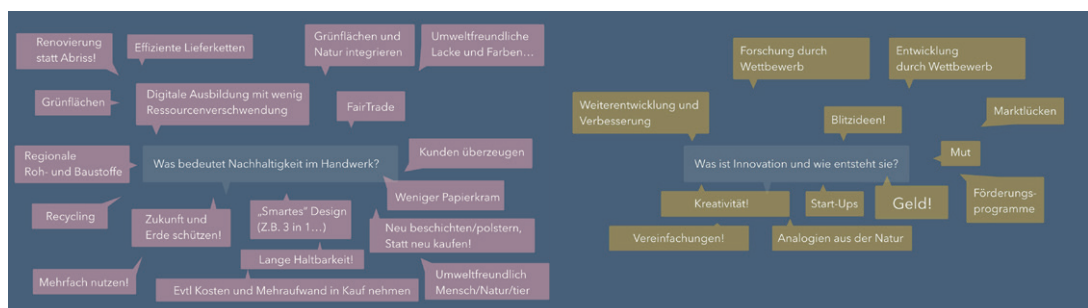 Renovierung
statt Abriss!
Effiziente Lieferketten
Grünflächen und
Natur integrieren
Umweltfreundliche
Lacke und Farben...
Grünflächen
Digitale Ausbildung mit wenig
Ressourcenverschwendung
FairTrade
Regionale
Roh- und Baustoffe
Was bedeutet Nachhaltigkeit im Handwerk?
Kunden überzeugen
Weniger Papierkram
Recycling
Zukunft und
Erde schützen!
„Smartes“ Design
(Z.B. 3 in 1...)
Neu beschichten/polstern,
Statt neu kaufen!
Lange Haltbarkeit!
Mehrfach nutzen!
Evtl Kosten und Mehraufwand in Kauf nehmen
Umweltfreundlich
Mensch/Natur/tier
Forschung durch
Wettbewerb
Entwicklung
durch Wettbewerb
Weiterentwicklung und
Verbesserung
Blitzideen!
Marktlücken
Was ist Innovation und wie entsteht sie?
Mut
Kreativität!
Start-Ups
Geld!
Förderungs-
programme
Vereinfachungen!
Analogien aus der Natur